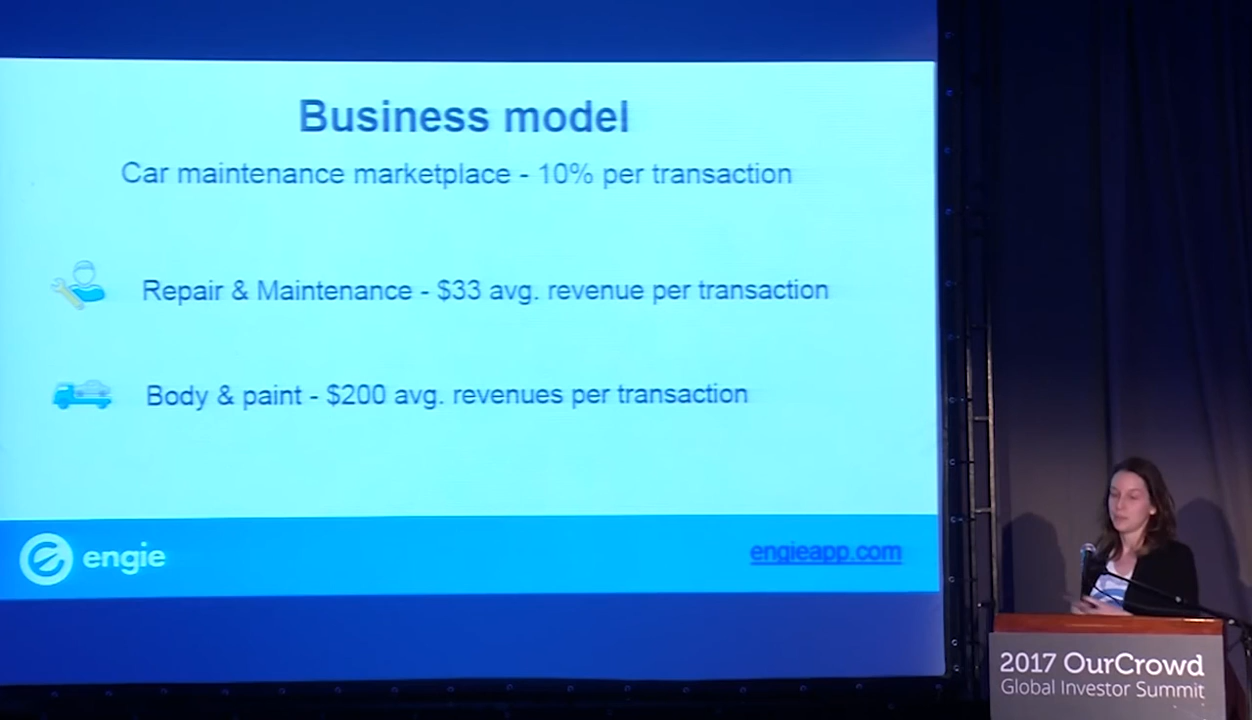 Business model
Car maintenance marketplace - 10% per transaction
Repair & Maintenance - $33 avg. revenue per transaction
Body & paint - $200 avg. revenues per transaction
engie
engieapp.com
2017 OurCrowd
Global Investor Summit